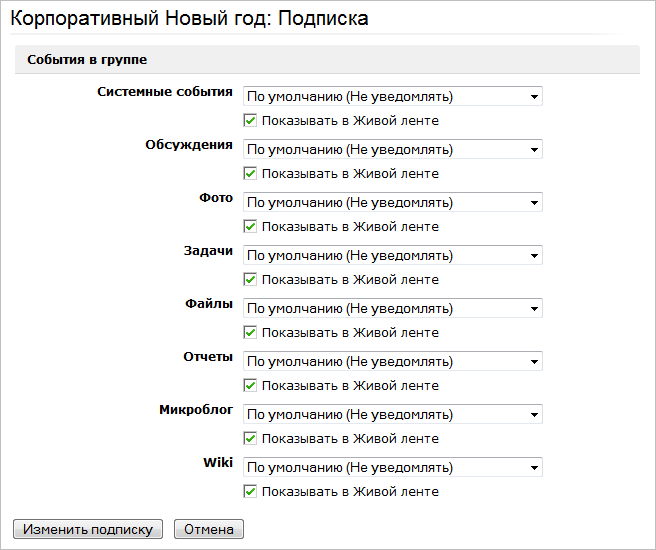 Корпоративный Новый год: Подписка
События в группе
Системные события По умолчанию (Не уведомлять)
Показывать в Живой ленте
Обсуждения По умолчанию (Не уведомлять)
Показывать в Живой ленте
Фото По умолчанию (Не уведомлять)
Показывать в Живой ленте
Задачи По умолчанию (Не уведомлять)
Показывать в Живой ленте
Файлы По умолчанию (Не уведомлять)
Показывать в Живой ленте
Отчеты По умолчанию (Не уведомлять)
Показывать в Живой ленте
Микроблог По умолчанию (Не уведомлять)
Показывать в Живой ленте
Wiki По умолчанию (Не уведомлять)
Показывать в Живой ленте
Изменить подписку Отмена